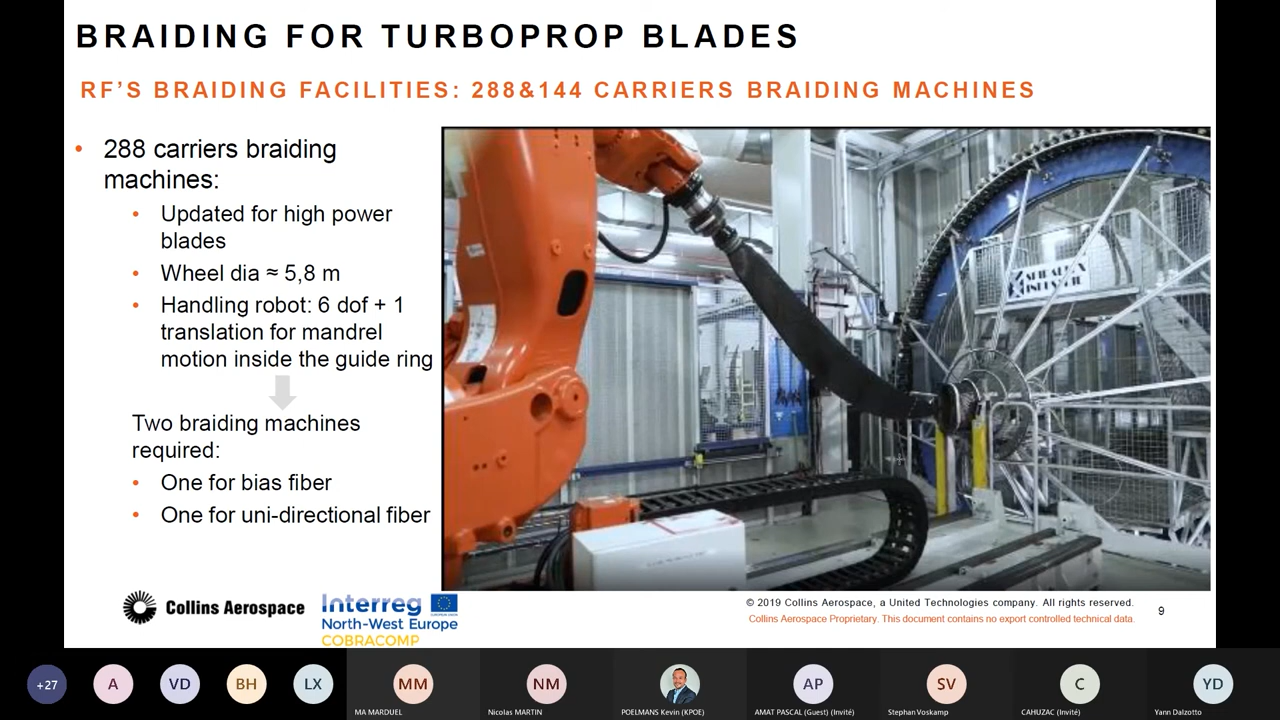 BRAIDING FOR TURBOPROP BLADES
RF'S BRAIDING FACILITIES: 288&144 CARRIERS BRAIDING MACHINES
• 288 carriers braiding
machines:
• Updated for high power
blades
• Wheel dia ≈ 5,8 m
• Handling robot: 6 dof + 1
translation for mandrel
motion inside the guide ring
Two braiding machines
required:
• One for bias fiber
• One for uni-directional fiber
Collins Aerospace
Interreg
North-West Europe
COBRACOMP
© 2019 Collins Aerospace, a United Technologies company. All rights reserved.
Collins Aerospace Proprietary. This document contains no export controlled technical data.
9
+27
A
VD
BH
LX
MM
NM
AP
SV
C
YD
MA MARDUEL
Nicolas MARTIN
POELMANS Kevin (KPOE)
AMAT PASCAL (Guest) (Invité)
Stephan Voskamp
CAHUZAC (Invité)
Yann Dalzotto